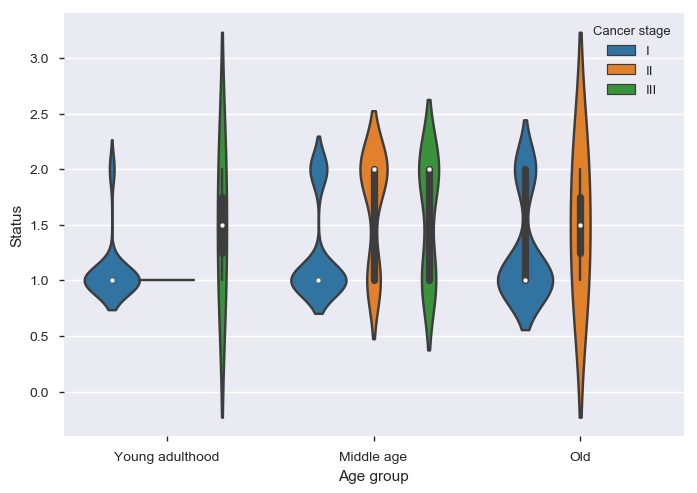 Cancer stage
I
II
III
3.0
2.5
2.0
1.5
1.0
0.5
0.0
Status
Young adulthood
Middle age
Old
Age group